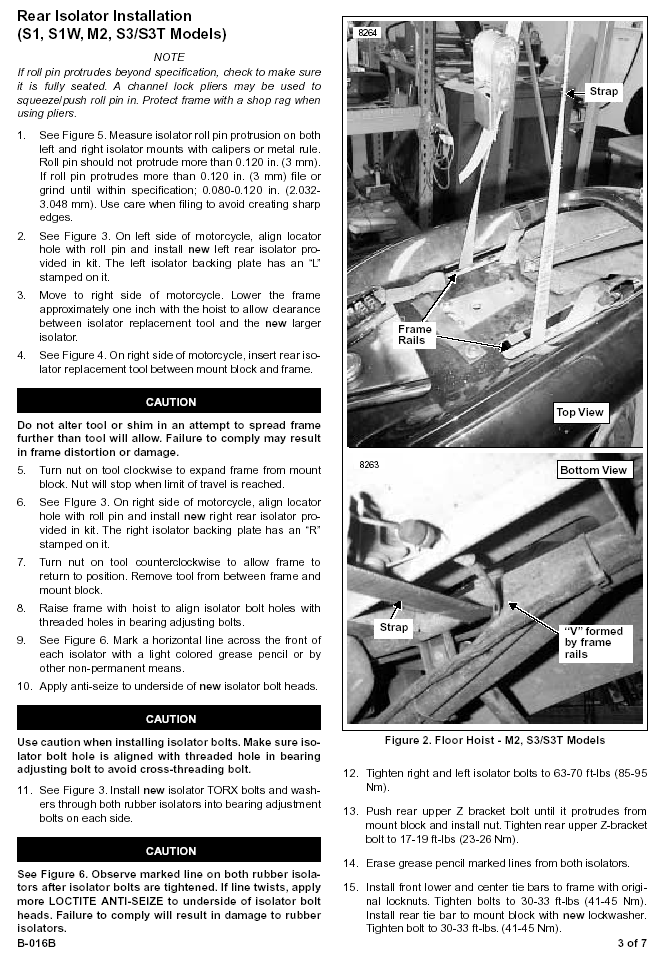 Rear Isolator Installation
(S1, S1W, M2, S3/S3T Models)
NOTE
If roll pin protrudes beyond specification, check to make sure
it is fully seated. A channel lock pliers may be used to
squeeze/push roll pin in. Protect frame with a shop rag when
using pliers.
1. See Figure 5. Measure isolator roll pin protrusion on both
left and right isolator mounts with calipers or metal rule.
Roll pin should not protrude more than 0.120 in. (3 mm).
If roll pin protrudes more than 0.120 in. (3 mm) file or
grind until within specification; 0.080-0.120 in. (2.032-
3.048 mm). Use care when filing to avoid creating sharp
edges.
2. See Figure 3. On left side of motorcycle, align locator
hole with roll pin and install new left rear isolator pro-
vided in kit. The left isolator backing plate has an “L”
stamped on it.
3. Move to right side of motorcycle. Lower the frame
approximately one inch with the hoist to allow clearance
between isolator replacement tool and the new larger
isolator.
4. See Figure 4. On right side of motorcycle, insert rear iso-
lator replacement tool between mount block and frame.
CAUTION
Do not alter tool or shim in an attempt to spread frame
further than tool will allow. Failure to comply may result
in frame distortion or damage.
5. Turn nut on tool clockwise to expand frame from mount
block. Nut will stop when limit of travel is reached.
6. See FIgure 3. On right side of motorcycle, align locator
hole with roll pin and install new right rear isolator pro-
vided in kit. The right isolator backing plate has an “R”
stamped on it.
7. Turn nut on tool counterclockwise to allow frame to
return to position. Remove tool from between frame and
mount block.
8. Raise frame with hoist to align isolator bolt holes with
threaded holes in bearing adjusting bolts.
9. See Figure 6. Mark a horizontal line across the front of
each isolator with a light colored grease pencil or by
other non-permanent means.
10. Apply anti-seize to underside of new isolator bolt heads.
CAUTION
Use caution when installing isolator bolts. Make sure iso-
lator bolt hole is aligned with threaded hole in bearing
adjusting bolt to avoid cross-threading bolt.
11. See Figure 3. Install new isolator TORX bolts and wash-
ers through both rubber isolators into bearing adjustment
bolts on each side.
CAUTION
See Figure 6. Observe marked line on both rubber isola-
tors after isolator bolts are tightened. If line twists, apply
more LOCTITE ANTI-SEIZE to underside of isolator bolt
heads. Failure to comply will result in damage to rubber
isolators.
B-016B
8264
Strap
Frame
Rails
Top View
8263
Bottom View
Strap
“V” formed
by frame
rails
Figure 2. Floor Hoist - M2, S3/S3T Models
12. Tighten right and left isolator bolts to 63-70 ft-lbs (85-95
Nm).
13. Push rear upper Z bracket bolt until it protrudes from
mount block and install nut. Tighten rear upper Z-bracket
bolt to 17-19 ft-lbs (23-26 Nm).
14. Erase grease pencil marked lines from both isolators.
15. Install front lower and center tie bars to frame with origi-
nal locknuts. Tighten bolts to 30-33 ft-lbs (41-45 Nm).
Install rear tie bar to mount block with new lockwasher.
Tighten bolt to 30-33 ft-lbs. (41-45 Nm).
3 of 7